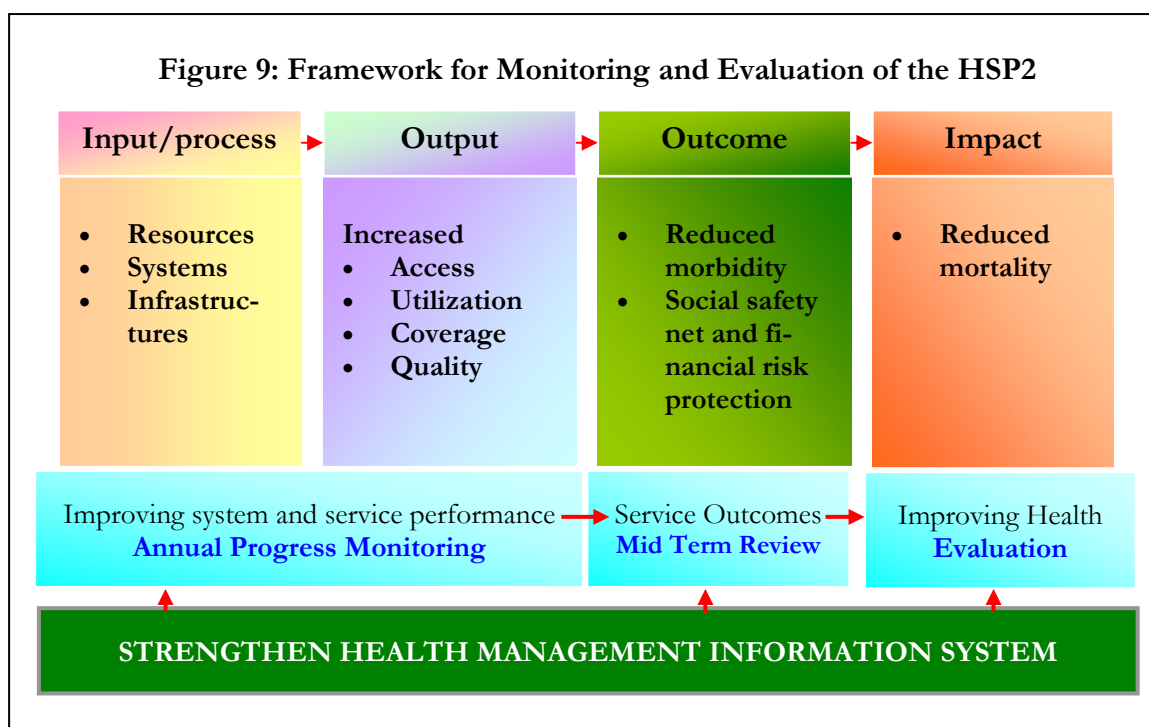 Figure 9: Framework for Monitoring and Evaluation of the HSP2
Input/process
Output
Outcome
Impact
• Resources
• Systems
• Infrastruc-
tures
Increased
• Access
• Utilization
• Coverage
• Quality
• Reduced
morbidity
• Social safety
net and fi-
nancial risk
protection
• Reduced
mortality
Improving system and service performance
Annual Progress Monitoring
Service Outcomes
Mid Term Review
Improving Health
Evaluation
STRENGTHEN HEALTH MANAGEMENT INFORMATION SYSTEM